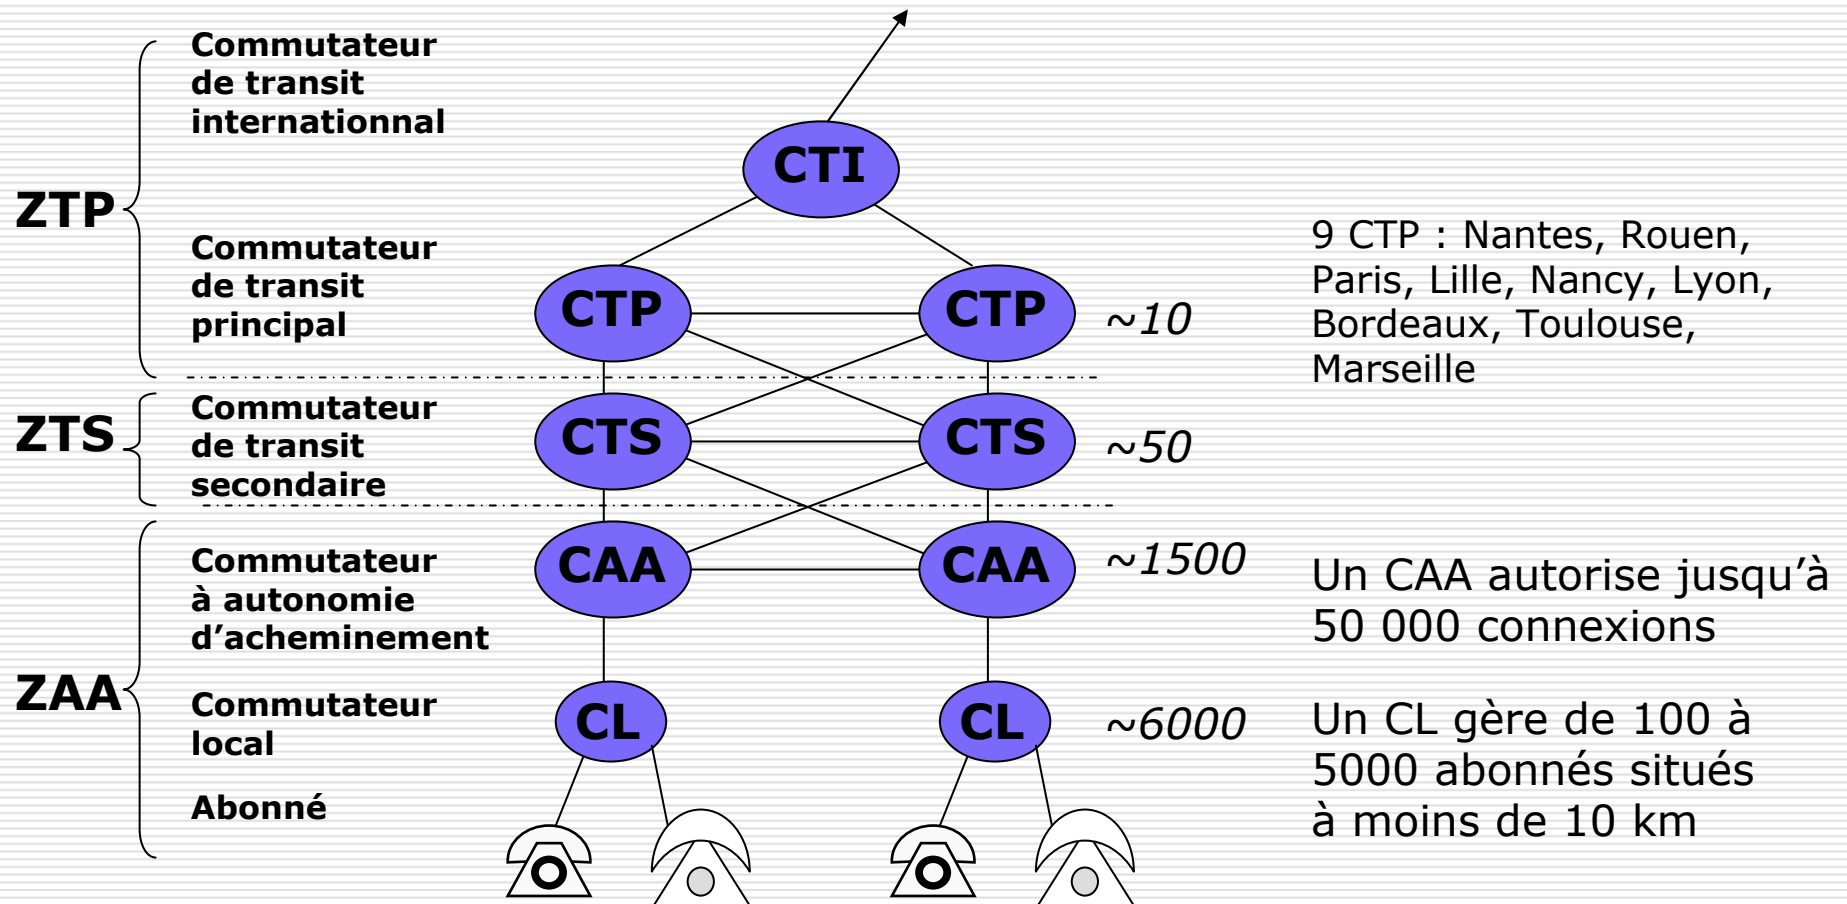 Commutateur
de transit
internationnal
CTI
ZTP
Commutateur
de transit
principal
CTP
CTP
~10
9 CTP : Nantes, Rouen,
Paris, Lille, Nancy, Lyon,
Bordeaux, Toulouse,
Marseille
ZTS
Commutateur
de transit
secondaire
CTS
CTS
~50
Commutateur
à autonomie
d’acheminement
CAA
CAA
~1500
Un CAA autorise jusqu’à
50 000 connexions
ZAA
Commutateur
local
CL
CL
~6000
Un CL gère de 100 à
5000 abonnés situés
à moins de 10 km
Abonné